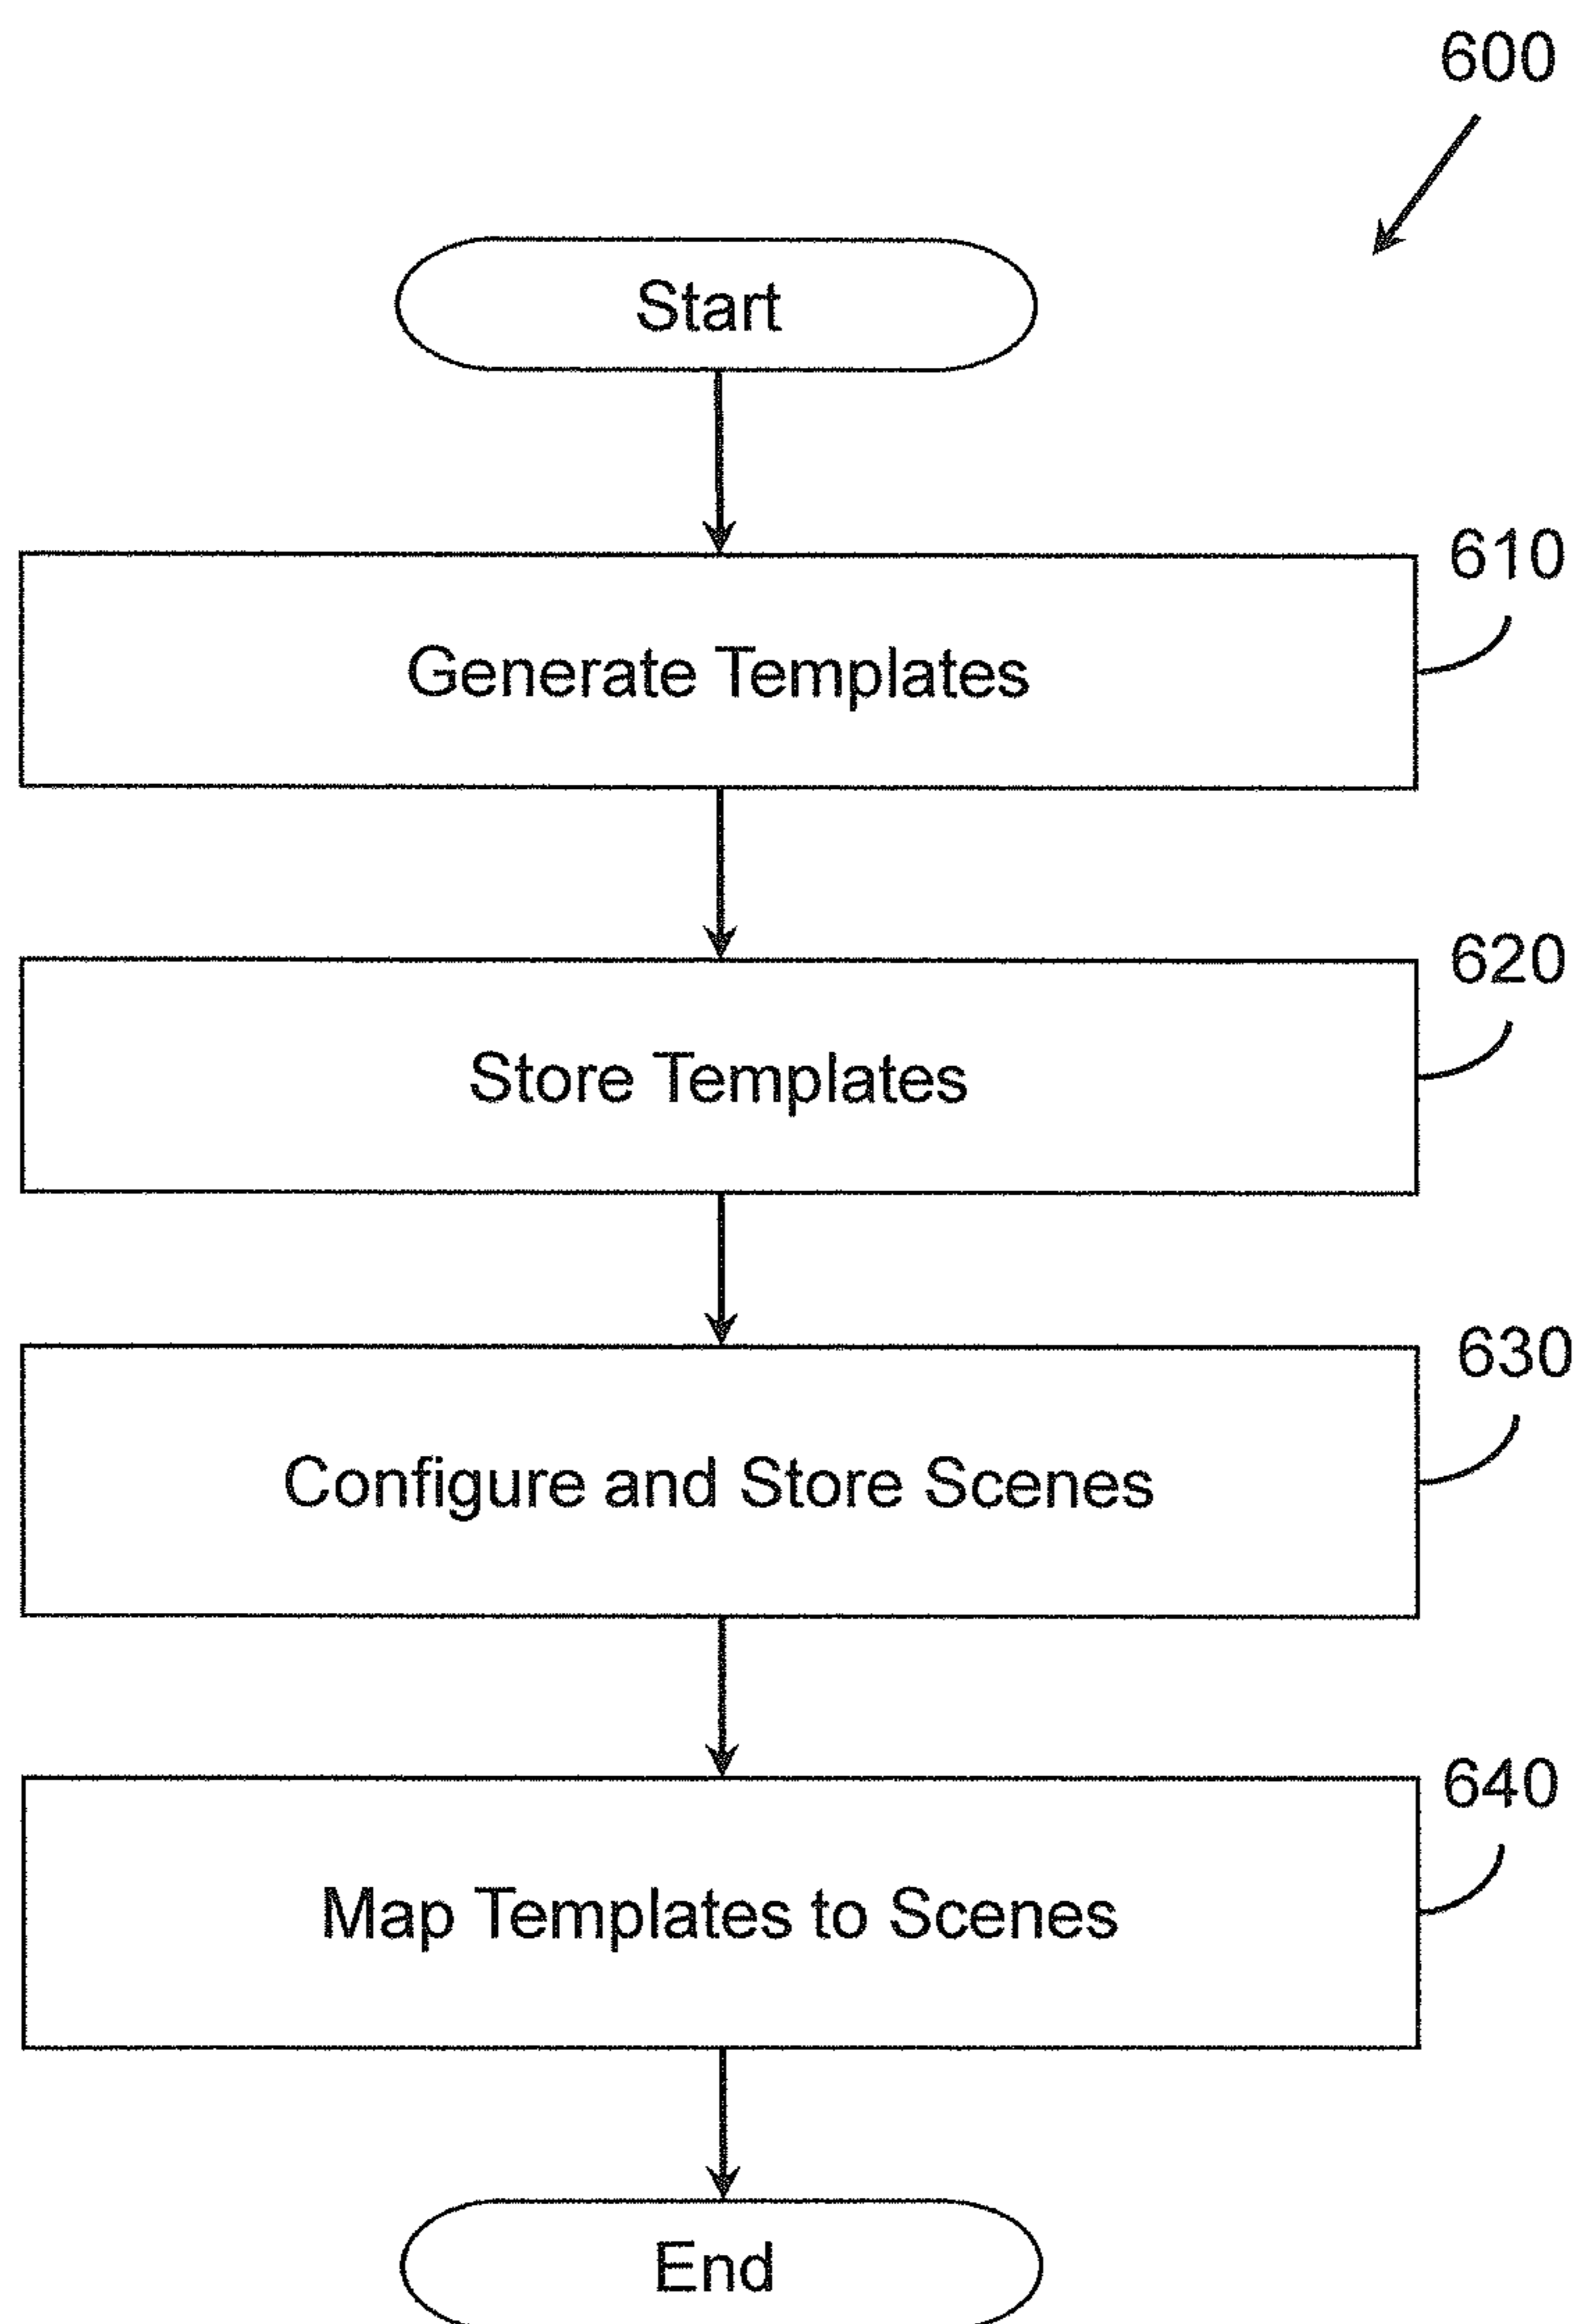 600
Start
610
Generate Templates
620
Store Templates
630
Configure and Store Scenes
640
Map Templates to Scenes
End